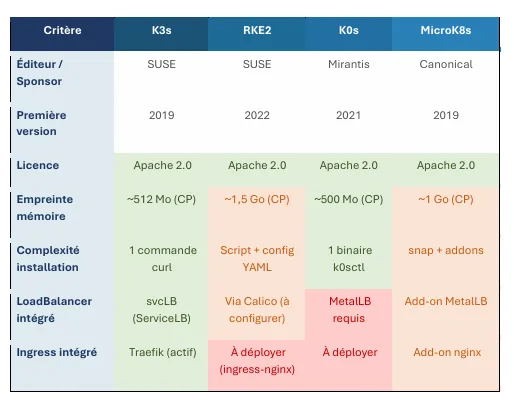 Critère K3s RKE2 K0s MicroK8s
Éditeur / SUSE SUSE Mirantis Canonical
Sponsor
Première 2019 2022 2021 2019
version
Licence Apache 2.0 Apache 2.0 Apache 2.0 Apache 2.0
Empreinte ~512 Mo (CP) ~1,5 Go (CP) ~500 Mo (CP) ~1 Go (CP)
mémoire
Complexité 1 commande Script + config 1 binaire snap + addons
installation curl YAML k0sctl
LoadBalancer svcLB Via Calico (à MetalLB Add-on MetalLB
intégré (ServiceLB) configurer) requis
Ingress intégré Traefik (actif) À déployer À déployer Add-on nginx
(ingress-nginx)